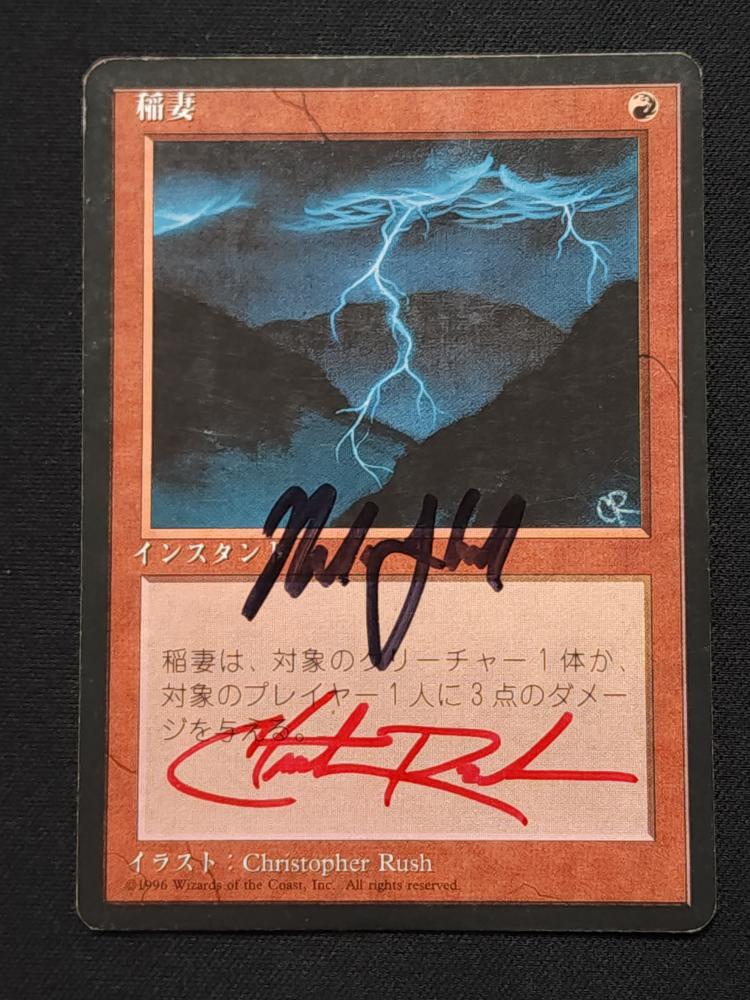 稲妻
CR
インスタント
稲妻は、対象のクリーチャー1体か、
対象のプレイヤー1人に3点のダメー
ジを与える。
イラスト:Christopher Rush
©1996 Wizards of the Coast, Inc. All rights reserved.